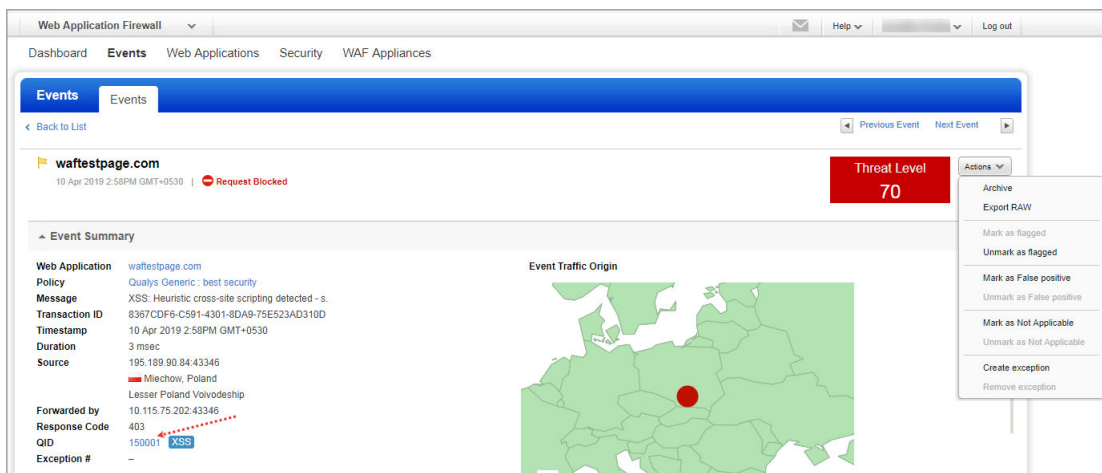 Web Application Firewall
Help
Log out
Dashboard Events Web Applications Security WAF Appliances
Events Events
Back to List
Previous Event Next Event
waftestpage.com
10 Apr 2019 2:58PM GMT+0530 | Request Blocked
Threat Level
70
Actions
Archive
Export RAW
Mark as flagged
Unmark as flagged
Mark as False positive
Unmark as False positive
Mark as Not Applicable
Unmark as Not Applicable
Create exception
Remove exception
Event Summary
Web Application waftestpage.com
Policy Qualys Generic : best security
Message XSS: Heuristic cross-site scripting detected - s.
Transaction ID 8367CDF6-C591-4301-8DA9-75E523AD310D
Timestamp 10 Apr 2019 2:58PM GMT+0530
Duration 3 msec
Source 195.189.90.84:43346
Miechow, Poland
Lesser Poland Voivodeship
Forwarded by 10.115.75.202:43346
Response Code 403
QID 150001 XSS
Exception # –
Event Traffic Origin